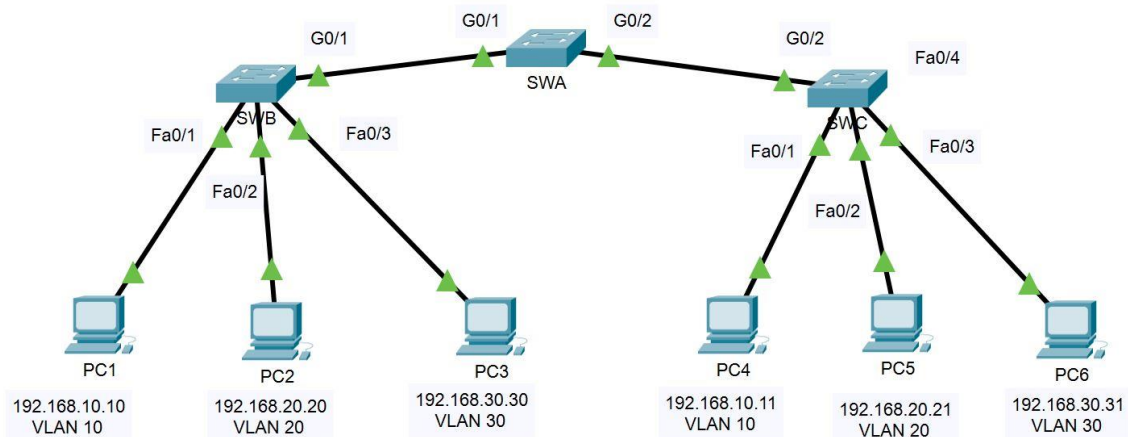 G0/1
G0/2
G0/1
G0/2
Fa0/4
SWA
SWB
SWC
Fa0/1
Fa0/3
Fa0/1
Fa0/3
Fa0/2
Fa0/2
PC1
PC2
PC3
PC4
PC5
PC6
192.168.10.10
VLAN 10
192.168.20.20
VLAN 20
192.168.30.30
VLAN 30
192.168.10.11
VLAN 10
192.168.20.21
VLAN 20
192.168.30.31
VLAN 30